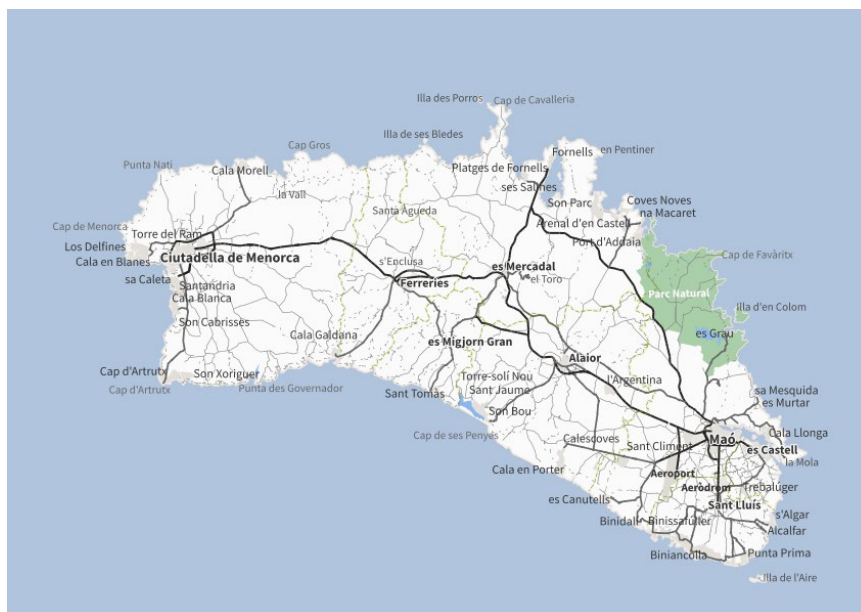 Illa des Porros
Cap de Cavalleria
Illa de ses Bledes
Cap Gros
Fornells
en Pentiner
Punta Nati
Cala Morell
Platges de Fornells
ses Salines
la Vall
Son Parc
Coves Noves
na Macaret
Santa Àgueda
Arenal d'en Castell
Cap de Menorca
Torre del Ram
Port d'Addaia
Los Delfines
Cala en Blanes
Ciutadella de Menorca
s'Enclusa
es Mercadal
Cap de Favàritx
sa Caleta
Santandria
Ferreries
el Toro
Parc Natural
Cala Blanca
Illa d'en Colom
Son Cabrisses
Cala Galdana
es Migjorn Gran
es Grau
Alaior
Cap d'Artrutx
Son Xoriguer
Torre-solí Nou
l'Argentina
Cap d'Artrutx
Punta des Governador
Sant Tomàs
Sant Jaume
sa Mesquida
Son Bou
es Murtar
Cap de ses Penyes
Calescoves
Sant Climent
Maó
Cala Llonga
es Castell
Cala en Porter
la Mola
Aeroport
Aeròdrom
Trebalúger
es Canutells
Sant Lluís
Binidalí
Binissafúller
s'Algar
Alcalfar
Biniancolla
Punta Prima
Illa de l'Aire